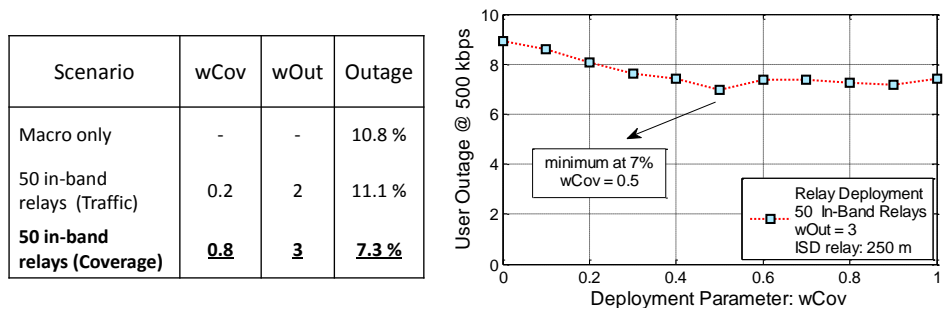 Scenario wCov wOut Outage
Macro only - - 10.8 %
50 in-band
relays (Traffic) 0.2 2 11.1 %
50 in-band
relays (Coverage) 0.8 3 7.3 %
User Outage @ 500 kbps
10
8
6
4
2
0
minimum at 7%
wCov = 0.5
Relay Deployment
50 In-Band Relays
wOut = 3
ISD relay: 250 m
0 0.2 0.4 0.6 0.8 1
Deployment Parameter: wCov